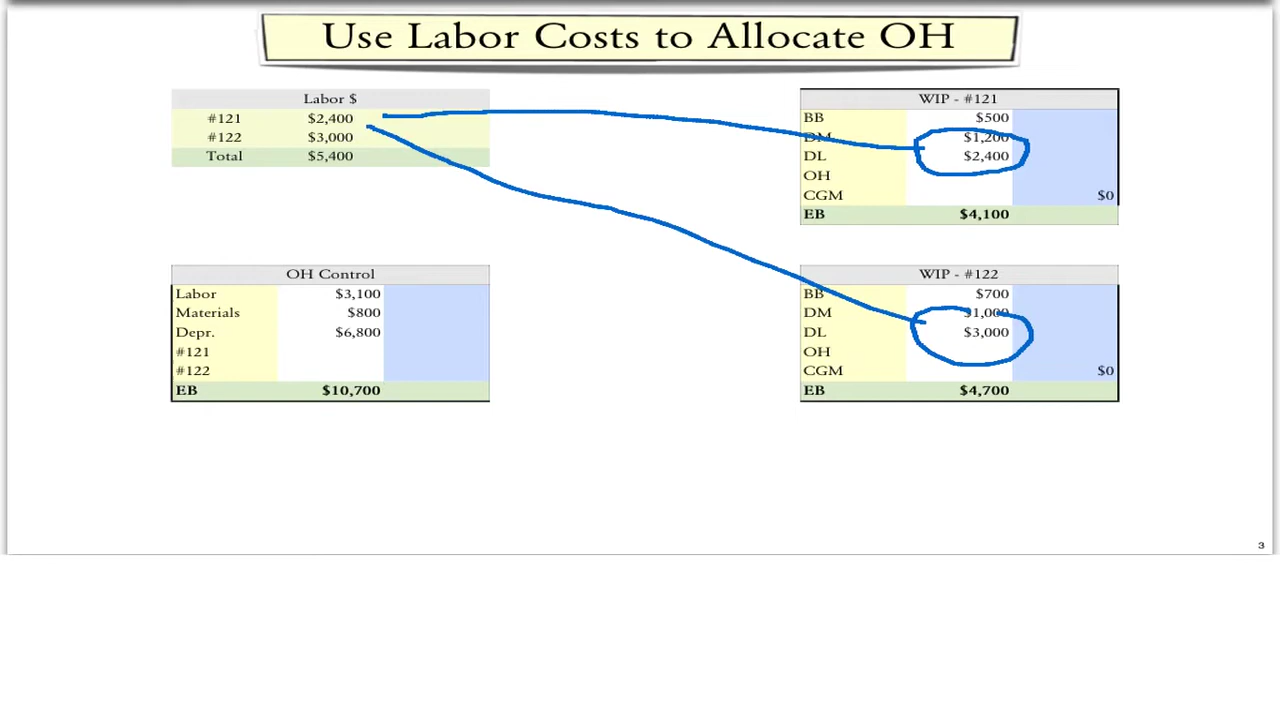 Use Labor Costs to Allocate OH
Labor $
#121 $2,400
#122 $3,000
Total $5,400
WIP - #121
BB $500
DM $1,200
DL $2,400
OH
CGM $0
EB $4,100
OH Control
Labor $3,100
Materials $800
Depr. $6,800
#121
#122
EB $10,700
WIP - #122
BB $700
DM $1,000
DL $3,000
OH
CGM $0
EB $4,700
3